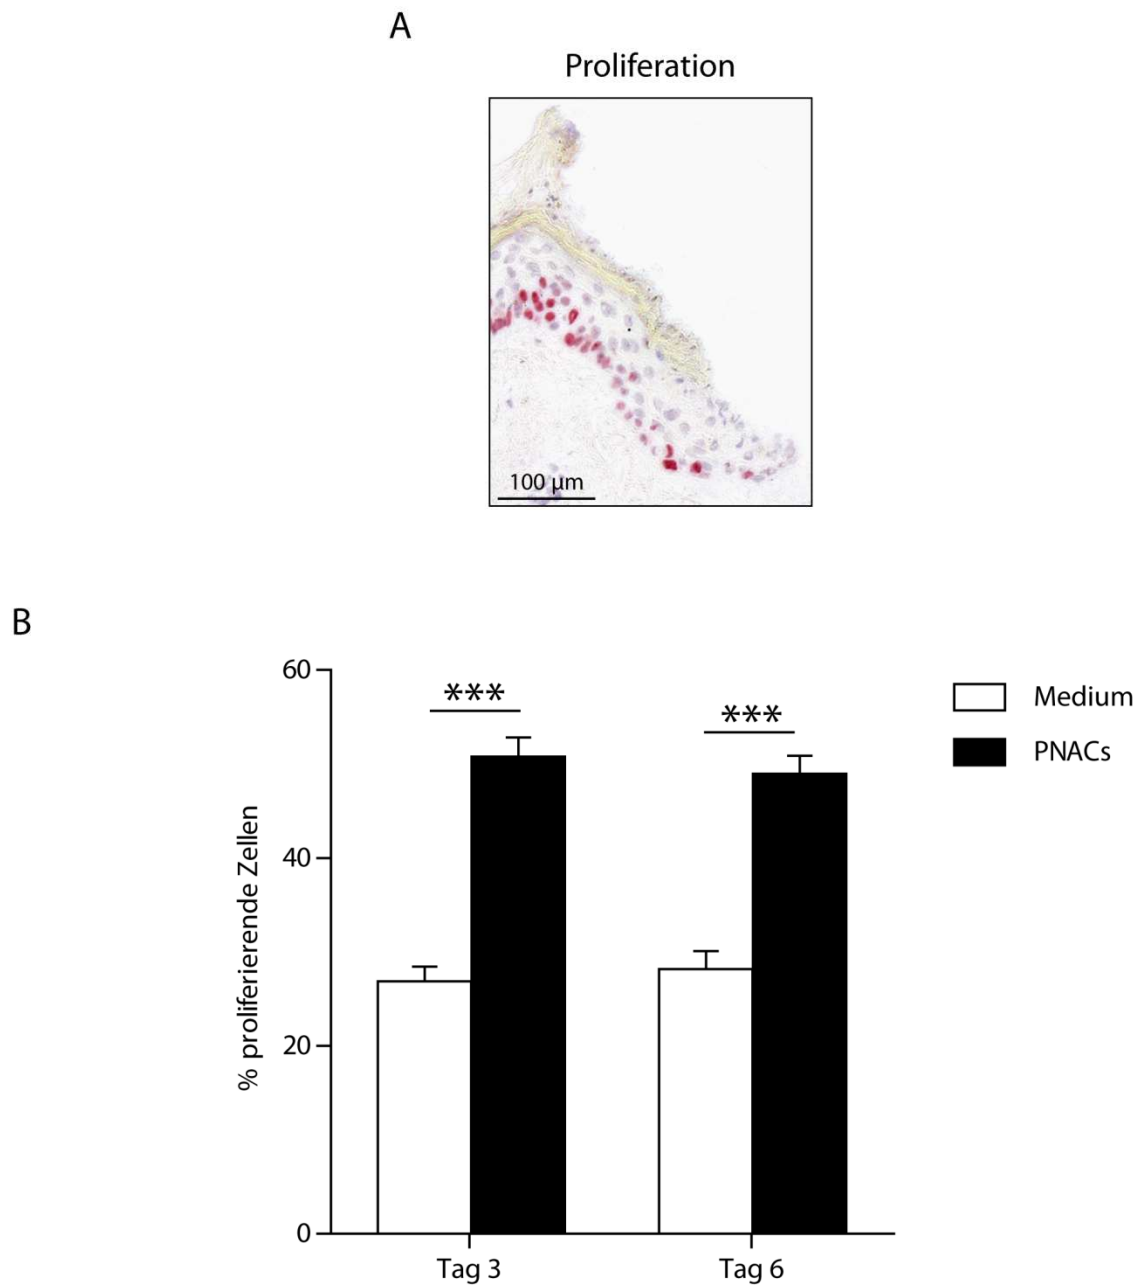 A
Proliferation
100 µm
B
% proliferierende Zellen
60
40
20
0
***
***
Tag 3
Tag 6
Medium
PNACs